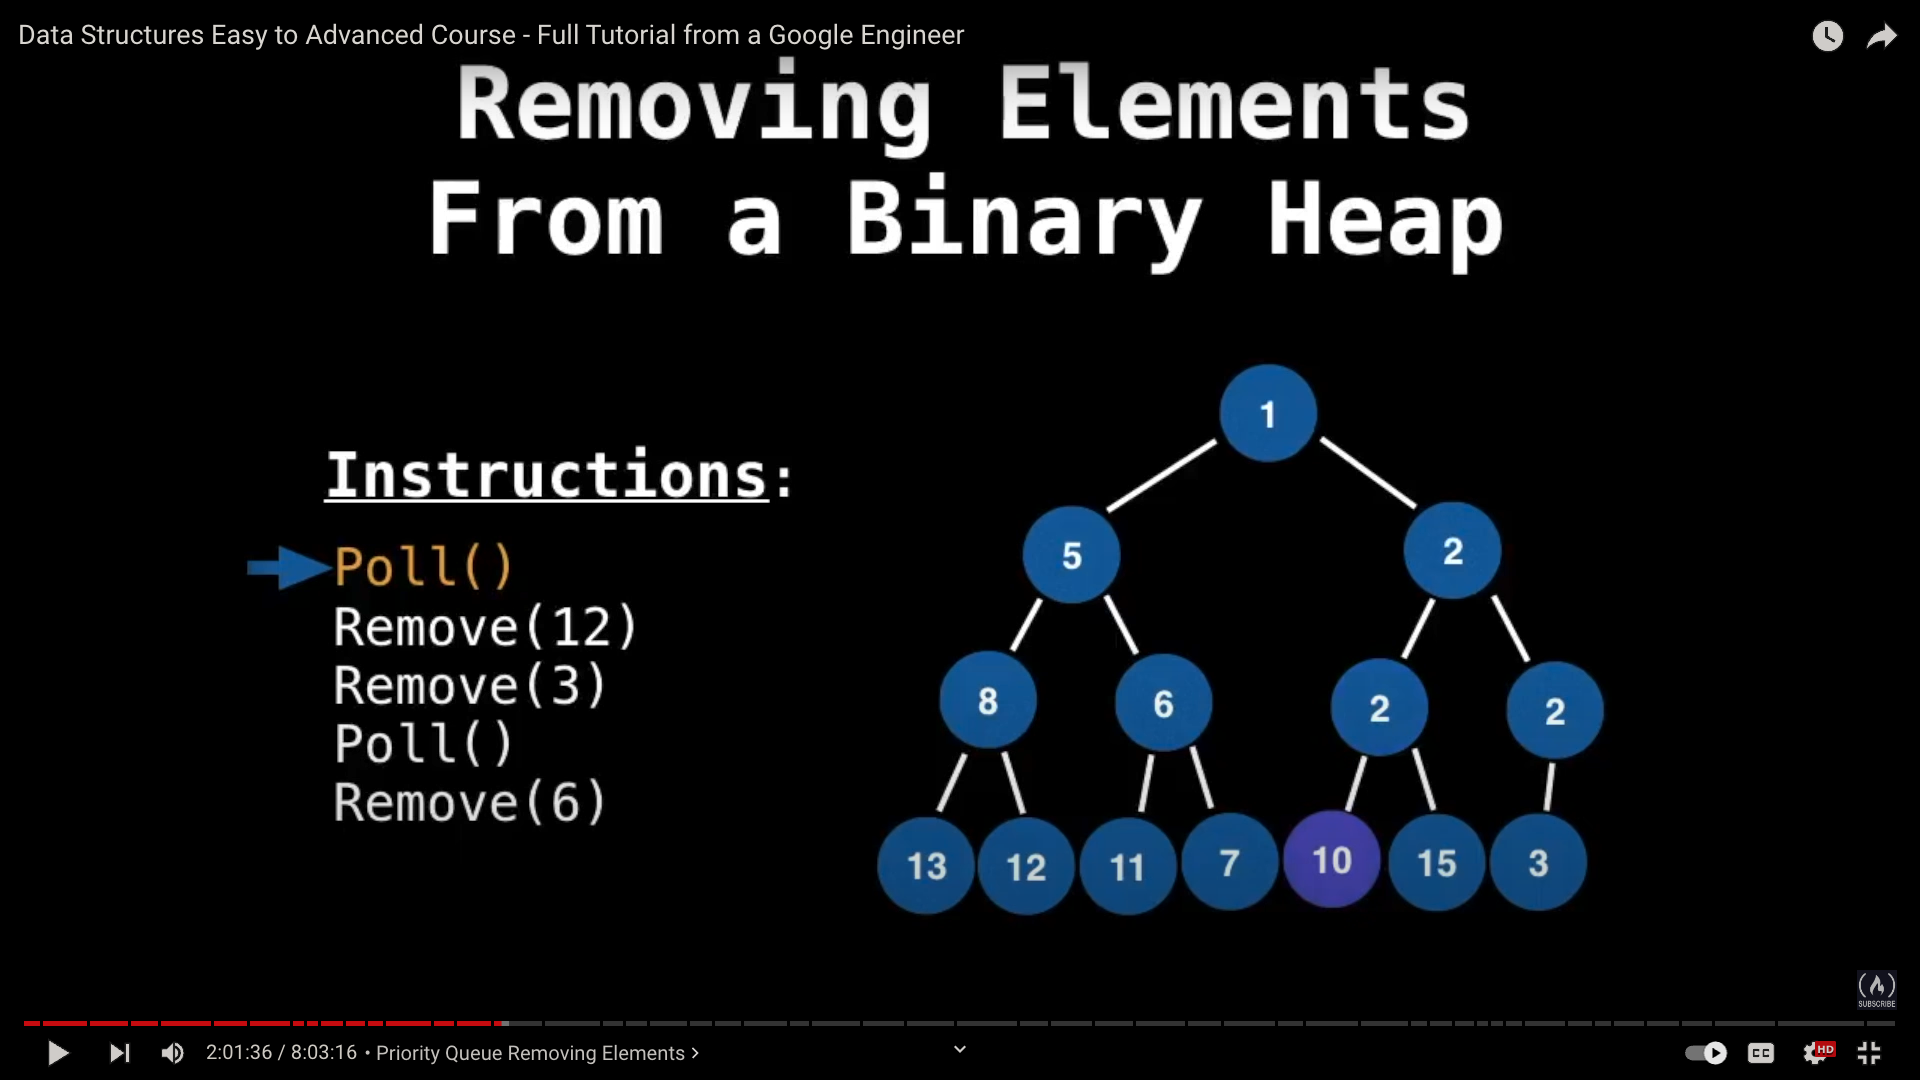 Data Structures Easy to Advanced Course - Full Tutorial from a Google Engineer
Removing Elements
From a Binary Heap
Instructions:
Poll()
Remove(12)
Remove(3)
Poll()
Remove(6)
1
5
2
8
6
2
2
13
12
11
7
10
15
3
SUBSCRIBE
2:01:36 / 8:03:16 • Priority Queue Removing Elements >
CC
HD